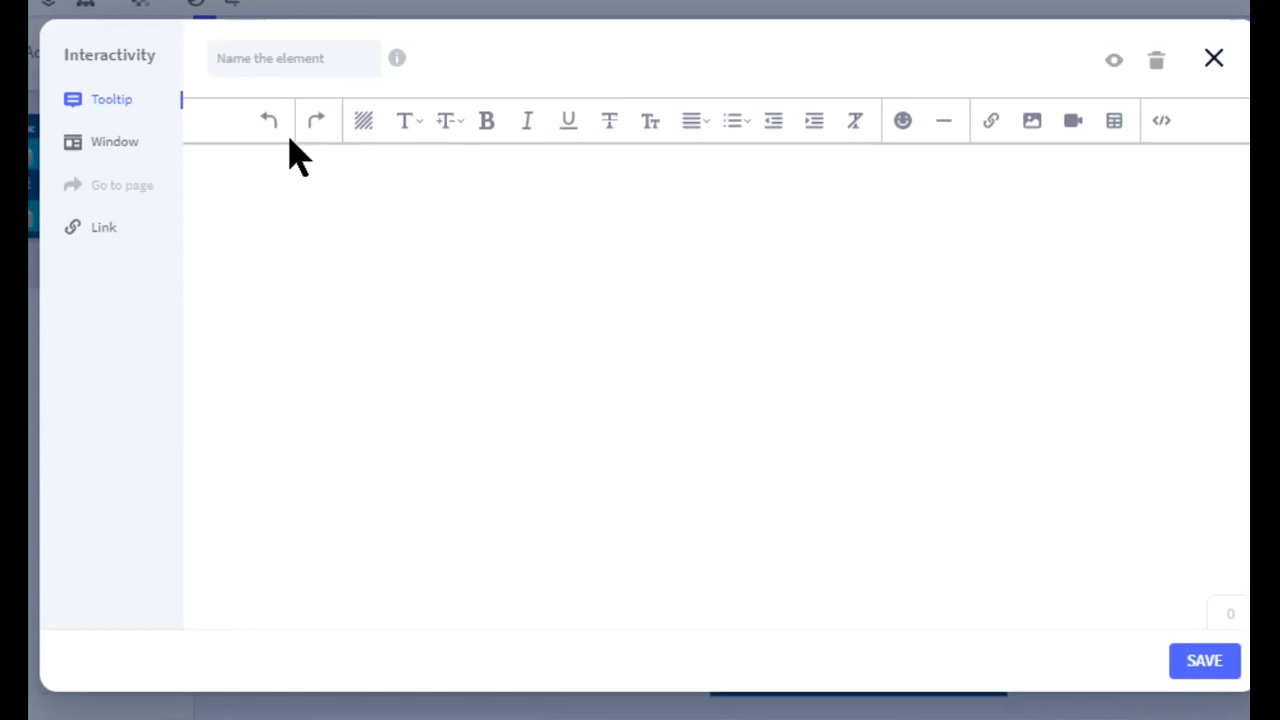 Interactivity
Name the element
Tooltip
Window
Go to page
Link
0
SAVE